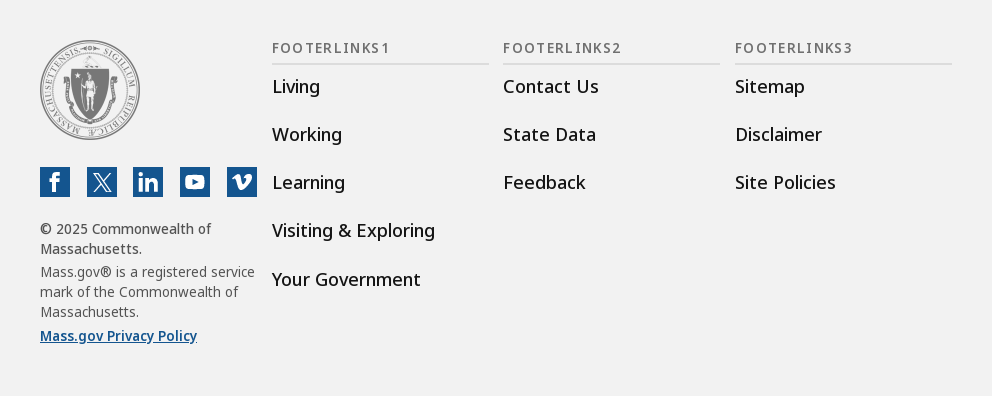 SIGILLUM REIPUBLICÆ MASSACHUSETTENSIS
© 2025 Commonwealth of
Massachusetts.
Mass.gov® is a registered service
mark of the Commonwealth of
Massachusetts.
Mass.gov Privacy Policy
FOOTERLINKS1
Living
Working
Learning
Visiting & Exploring
Your Government
FOOTERLINKS2
Contact Us
State Data
Feedback
FOOTERLINKS3
Sitemap
Disclaimer
Site Policies